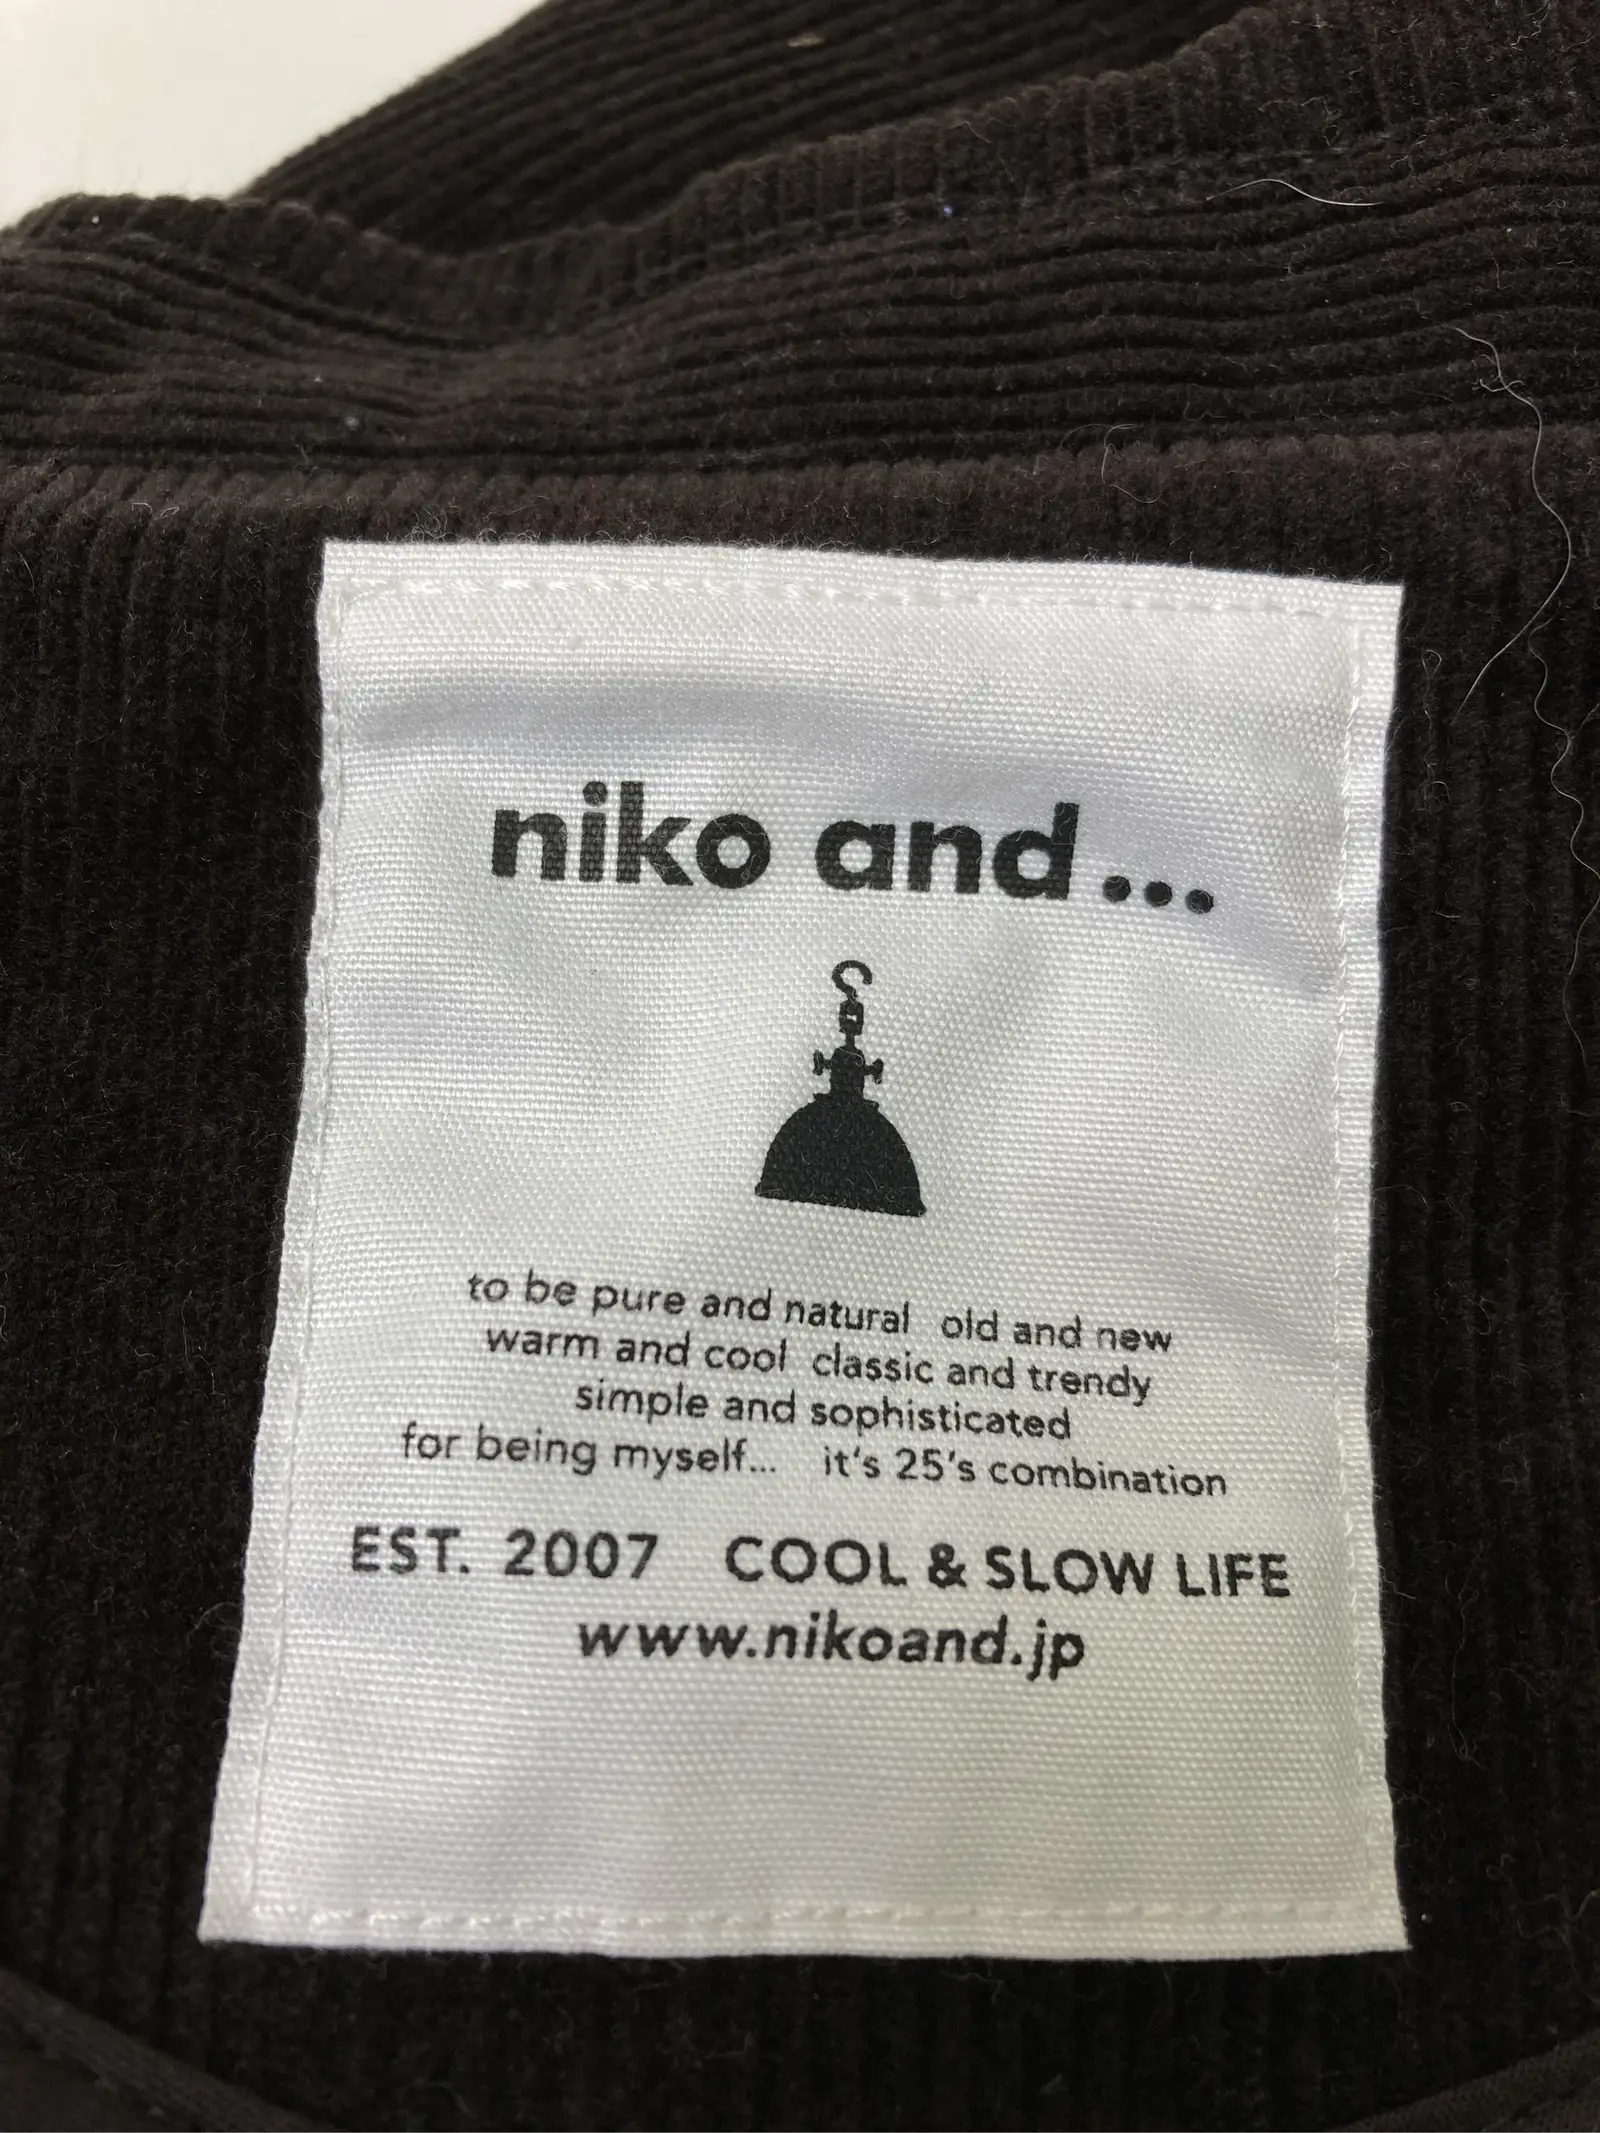 niko and...
to be pure and natural old and new
warm and cool classic and trendy
simple and sophisticated
for being myself... it's 25's combination
EST. 2007 COOL & SLOW LIFE
www.nikoand.jp